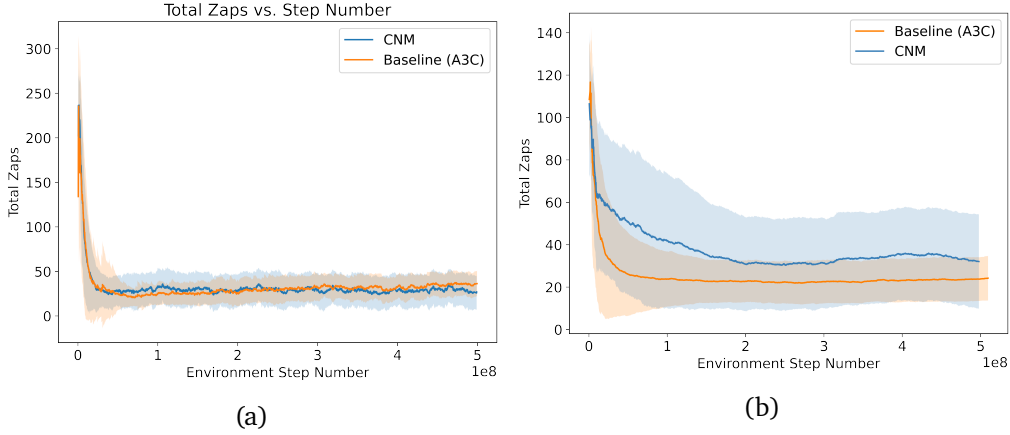 Total Zaps vs. Step Number
CNM
Baseline (A3C)
300
250
200
150
100
50
0
Total Zaps
0 1 2 3 4 5
1e8
Environment Step Number
(a)
Baseline (A3C)
CNM
140
120
100
80
60
40
20
0
Total Zaps
0 1 2 3 4 5
1e8
Environment Step Number
(b)